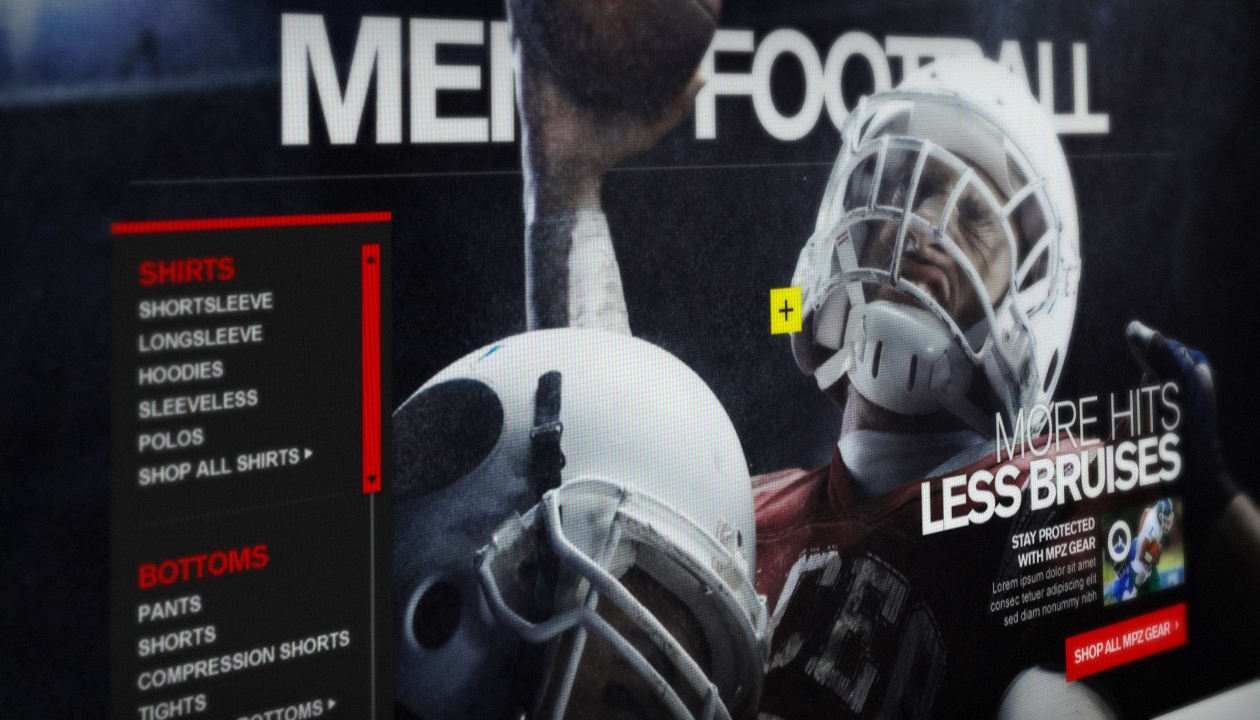 FOOTBALL
SHIRTS
SHORTSLEEVE
LONGSLEEVE
HOODIES
SLEEVELESS
POLOS
SHOP ALL SHIRTS
BOTTOMS
PANTS
SHORTS
COMPRESSION SHORTS
TIGHTS
BOTTOMS
+
MORE HITS
LESS BRUISES
STAY PROTECTED
WITH MPZ GEAR
Lorem ipsum dolor sit amet
consec tetuer adipiscing elit
sed diam nonummy nibh
SHOP ALL MPZ GEAR